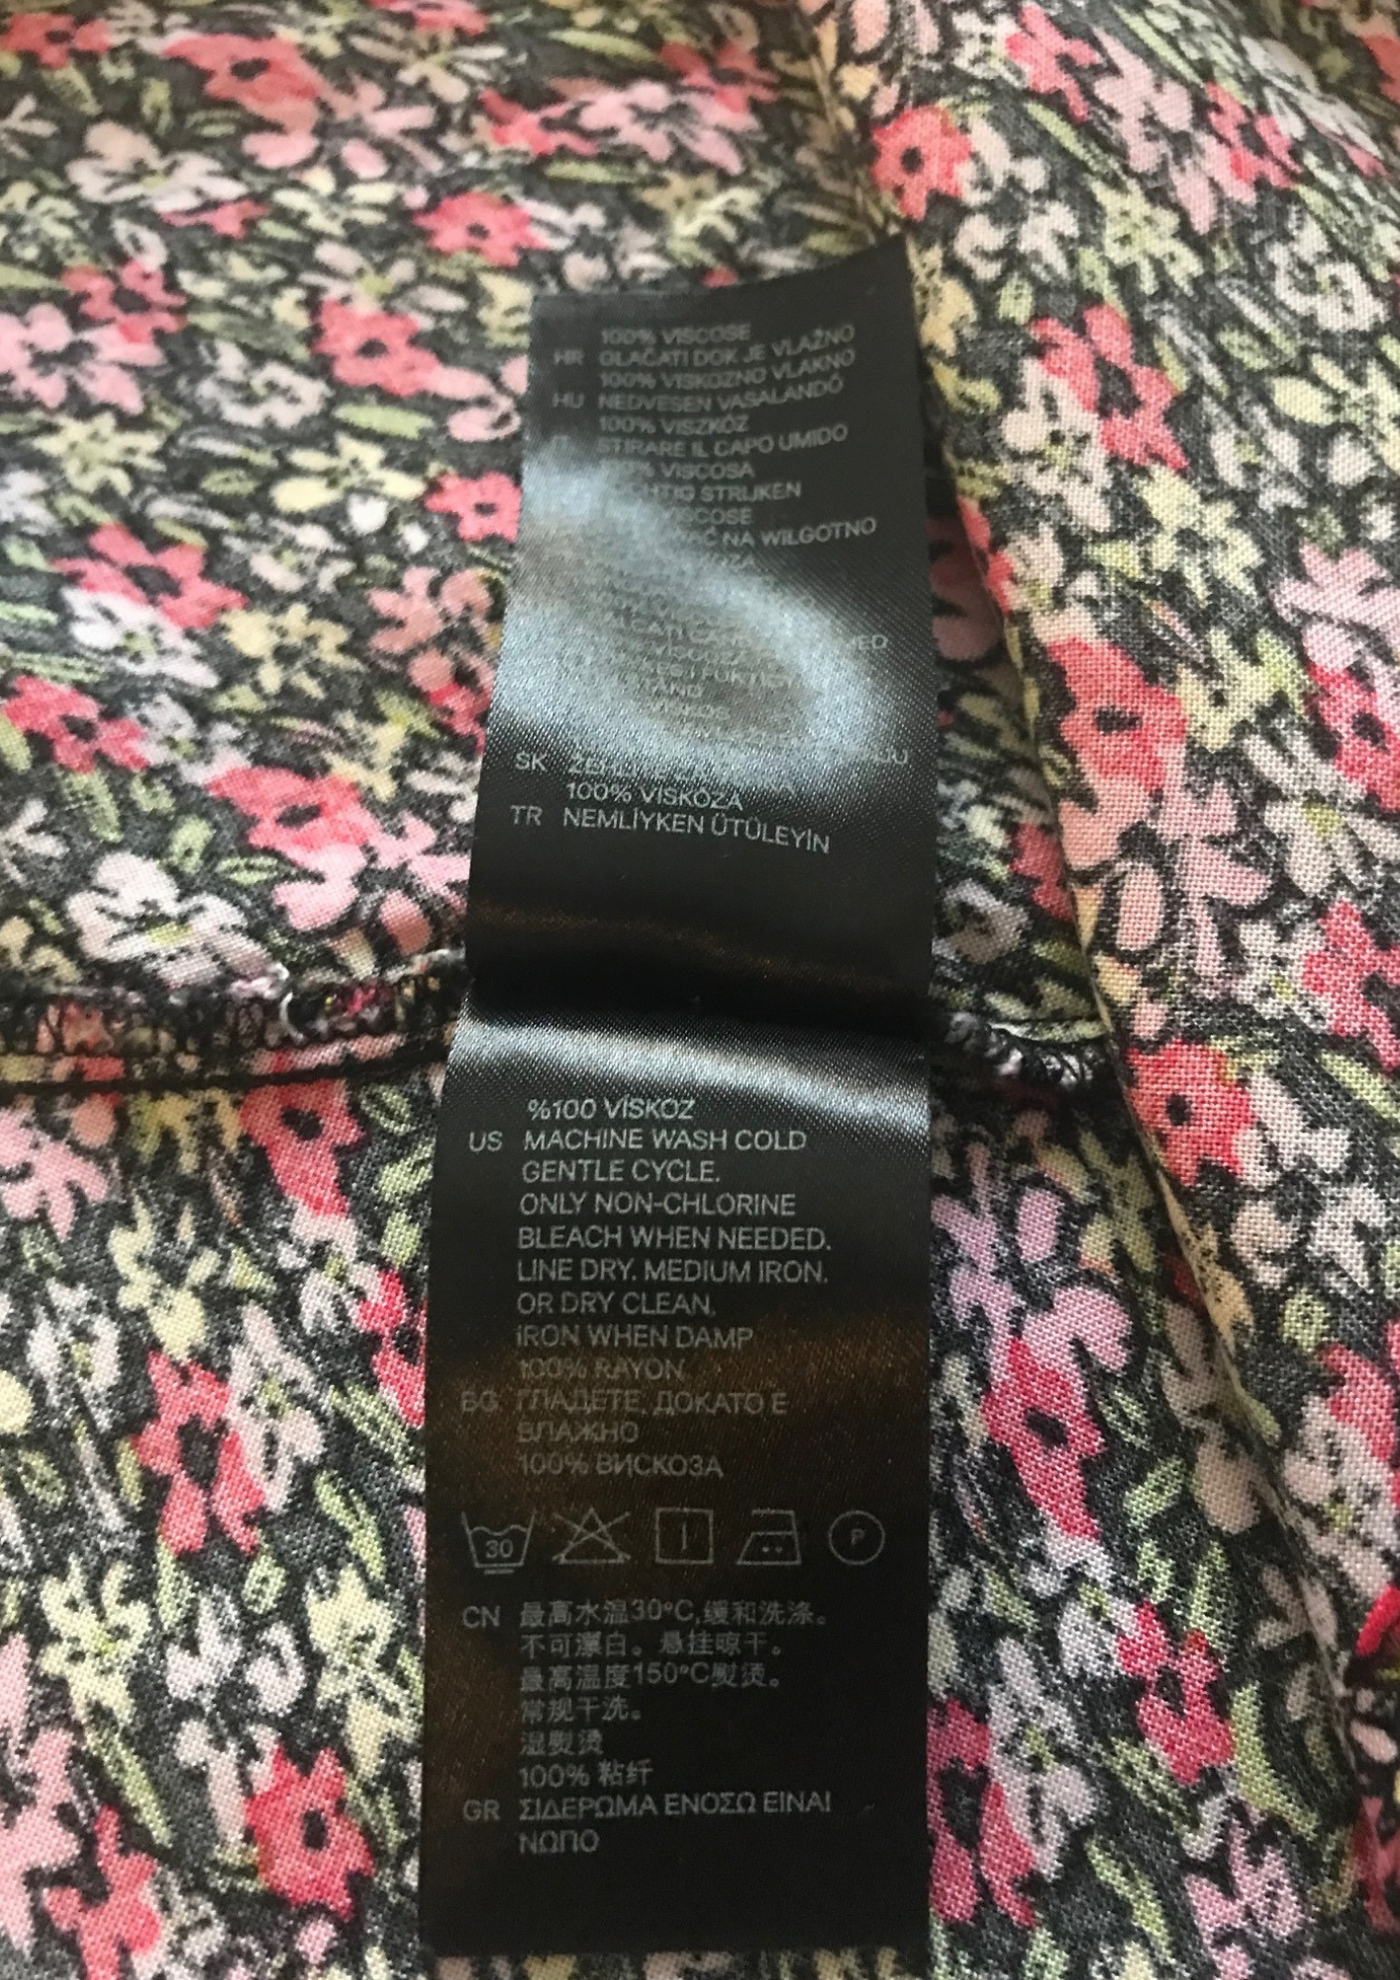 100% VISCOSE
HR GLAČATI DOK JE VLAŽNO
100% VISKOZNO VLAKNO
HU NEDVESEN VASALANDÓ
100% VISZKÓZ
STIRARE IL CAPO UMIDO
VISCOSA
STRIJKEN
NA WILGOTNO
SK
100% VISKÓZA
TR NEMLİYKEN ÜTÜLEYİN
%100 VİSKOZ
US MACHINE WASH COLD
GENTLE CYCLE.
ONLY NON-CHLORINE
BLEACH WHEN NEEDED.
LINE DRY. MEDIUM IRON.
OR DRY CLEAN.
IRON WHEN DAMP
100% RAYON
BG ГЛАДЕТЕ, ДОКАТО Е
ВЛАЖНО
100% ВИСКОЗА
30 P
CN 最高水温30°C,缓和洗涤。
不可漂白。悬挂晾干。
最高温度150°C熨烫。
常规干洗。
湿熨烫
100% 粘纤
GR ΣΙΔΕΡΩΜΑ ΕΝΟΣΩ ΕΙΝΑΙ
ΝΩΠΟ